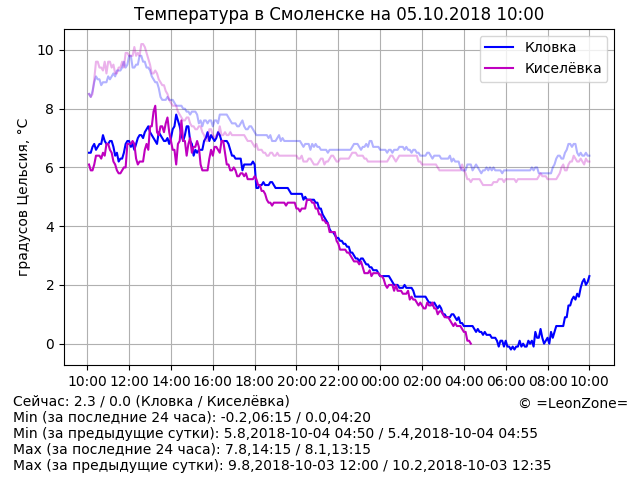 Температура в Смоленске на 05.10.2018 10:00
Кловка
Киселёвка
градусов Цельсия, °C
10
8
6
4
2
0
10:00 12:00 14:00 16:00 18:00 20:00 22:00 00:00 02:00 04:00 06:00 08:00 10:00
Сейчас: 2.3 / 0.0 (Кловка / Киселёвка)
© =LeonZone=
Min (за последние 24 часа): -0.2,06:15 / 0.0,04:20
Min (за предыдущие сутки): 5.8,2018-10-04 04:50 / 5.4,2018-10-04 04:55
Max (за последние 24 часа): 7.8,14:15 / 8.1,13:15
Max (за предыдущие сутки): 9.8,2018-10-03 12:00 / 10.2,2018-10-03 12:35